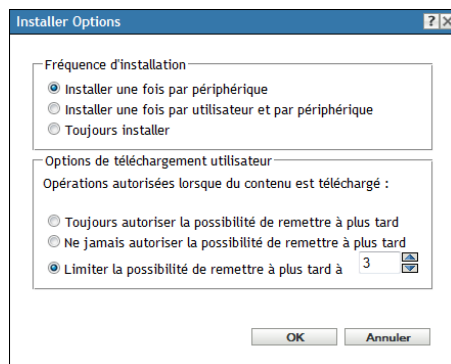 Installer Options
Fréquence d'installation
Installer une fois par périphérique
Installer une fois par utilisateur et par périphérique
Toujours installer
Options de téléchargement utilisateur
Opérations autorisées lorsque du contenu est téléchargé :
Toujours autoriser la possibilité de remettre à plus tard
Ne jamais autoriser la possibilité de remettre à plus tard
Limiter la possibilité de remettre à plus tard à 3
OK Annuler